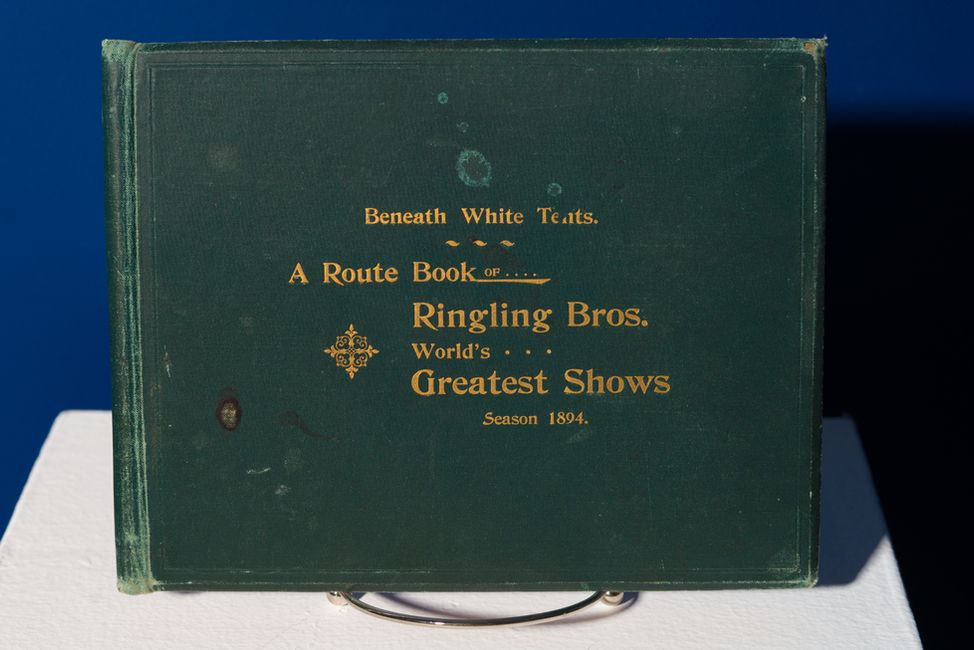 Beneath White Tents.
A Route Book OF ....
Ringling Bros.
World's . . .
Greatest Shows
Season 1894.